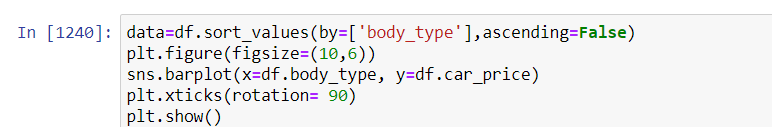 In [1240]: data=df.sort_values(by=['body_type'],ascending=False)
plt.figure(figsize=(10,6))
sns.barplot(x=df.body_type, y=df.car_price)
plt.xticks(rotation= 90)
plt.show()